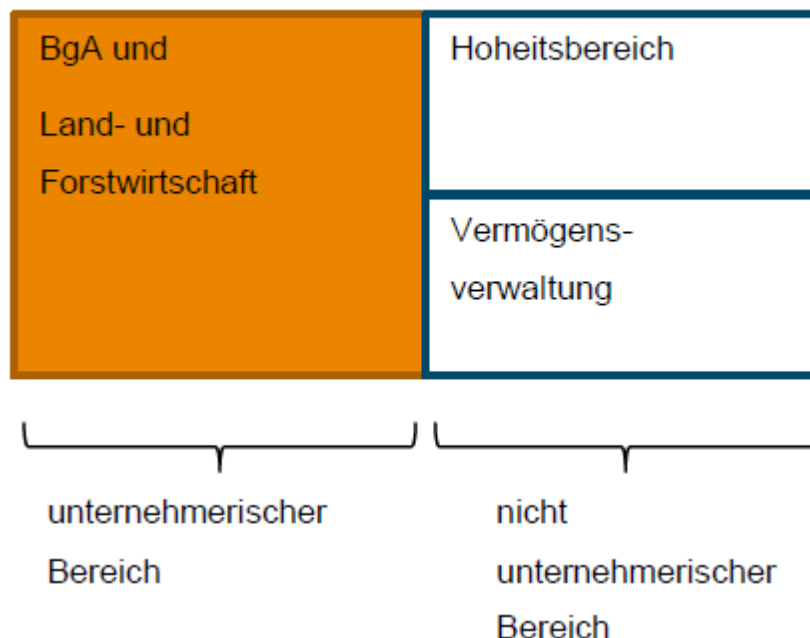 BgA und
Land- und
Forstwirtschaft
Hoheitsbereich
Vermögens-
verwaltung
unternehmerischer
Bereich
nicht
unternehmerischer
Bereich